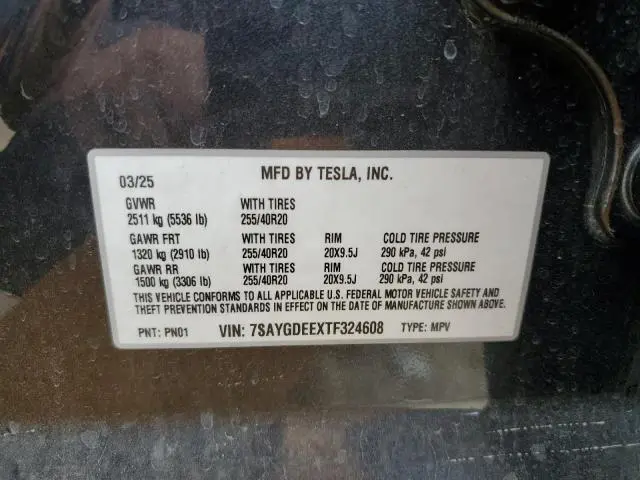 MFD BY TESLA, INC.
03/25
GVWR WITH TIRES
2511 kg (5536 lb) 255/40R20
GAWR FRT WITH TIRES RIM COLD TIRE PRESSURE
1320 kg (2910 lb) 255/40R20 20X9.5J 290 kPa, 42 psi
GAWR RR WITH TIRES RIM COLD TIRE PRESSURE
1500 kg (3306 lb) 255/40R20 20X9.5J 290 kPa, 42 psi
THIS VEHICLE CONFORMS TO ALL APPLICABLE U.S. FEDERAL MOTOR VEHICLE SAFETY AND
THEFT PREVENTION STANDARDS IN EFFECT ON THE DATE OF MANUFACTURE SHOWN ABOVE.
PNT: PN01 VIN: 7SAYGDEEXTF324608 TYPE: MPV